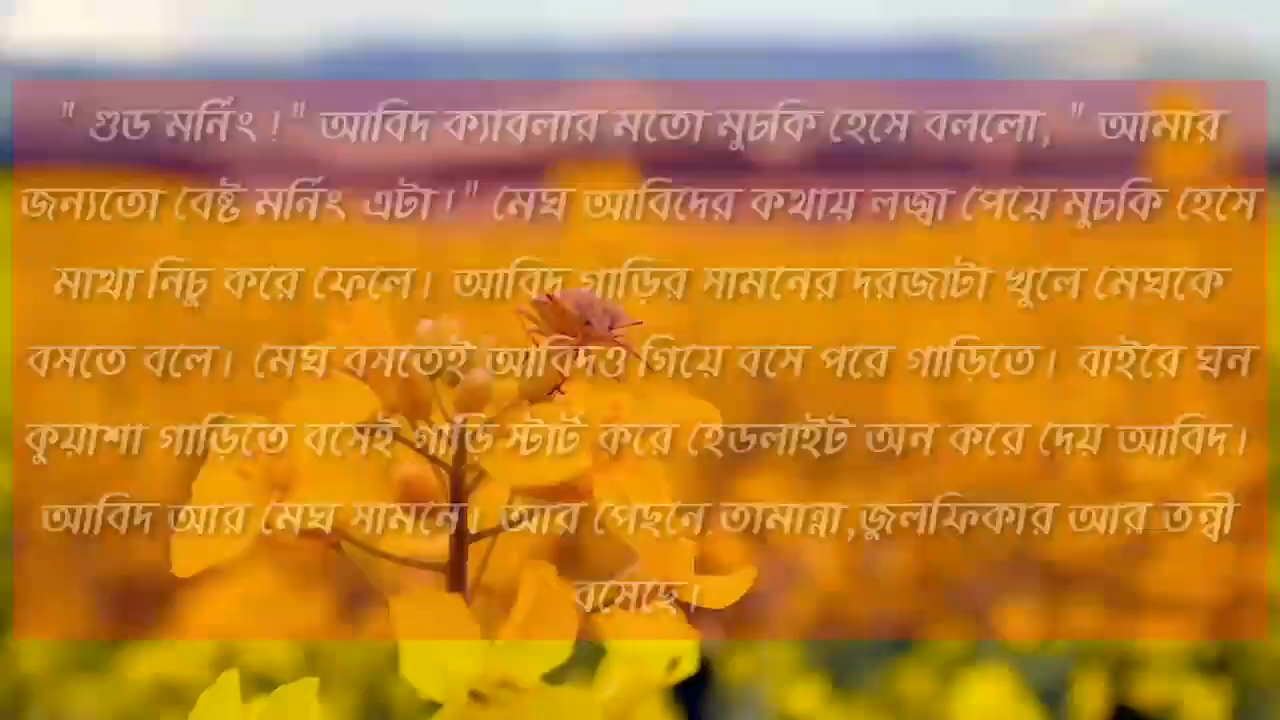 " গুড মর্নিং ! " আবিদ ক্যাবলার মতো মুচকি হেসে বললো, " আমার
জন্যতো বেষ্ট মর্নিং এটা ! " মেঘ আবিদের কথায় লজ্বা পেয়ে মুচকি হেসে
মাথা নিচু করে ফেলে। আবিদ গাড়ির সামনের দরজাটা খুলে মেঘকে
বসতে বলে। মেঘ বসতেই আবিদও গিয়ে বসে পরে গাড়িতে। বাইরে ঘন
কুয়াশা গাড়িতে বসেই গাড়ি স্টার্ট করে হেডলাইট অন করে দেয় আবিদ।
আবিদ আর মেঘ সামনে। আর পেছনে তামান্না,জুলফিকার আর তন্বী
বসেছে।